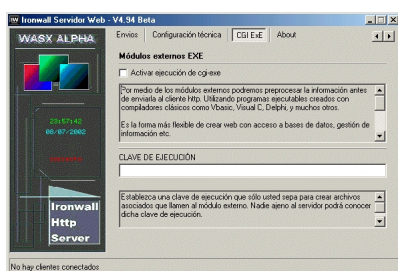 Ironwall Servidor Web - V4.94 Beta
WASX ALPHA
23:57:42
06/07/2002
Ironwall
Http
Server
Envios
Configuración técnica
CGI ExE
About
Módulos externos EXE
Activar ejecución de cgi-exe
Por medio de los módulos externos podremos preprocesar la información antes
de enviarla al cliente http. Utilizando programas ejecutables creados con
compiladores clásicos como Vbasic, Visual C, Delphi, y muchos otros.
Es la forma más flexible de crear web con acceso a bases de datos, gestión de
información etc.
CLAVE DE EJECUCIÓN
Establezca una clave de ejecución que sólo usted sepa para crear archivos
asociados que llamen al módulo externo. Nadie ajeno al servidor podrá conocer
dicha clave de ejecución.
No hay clientes conectados